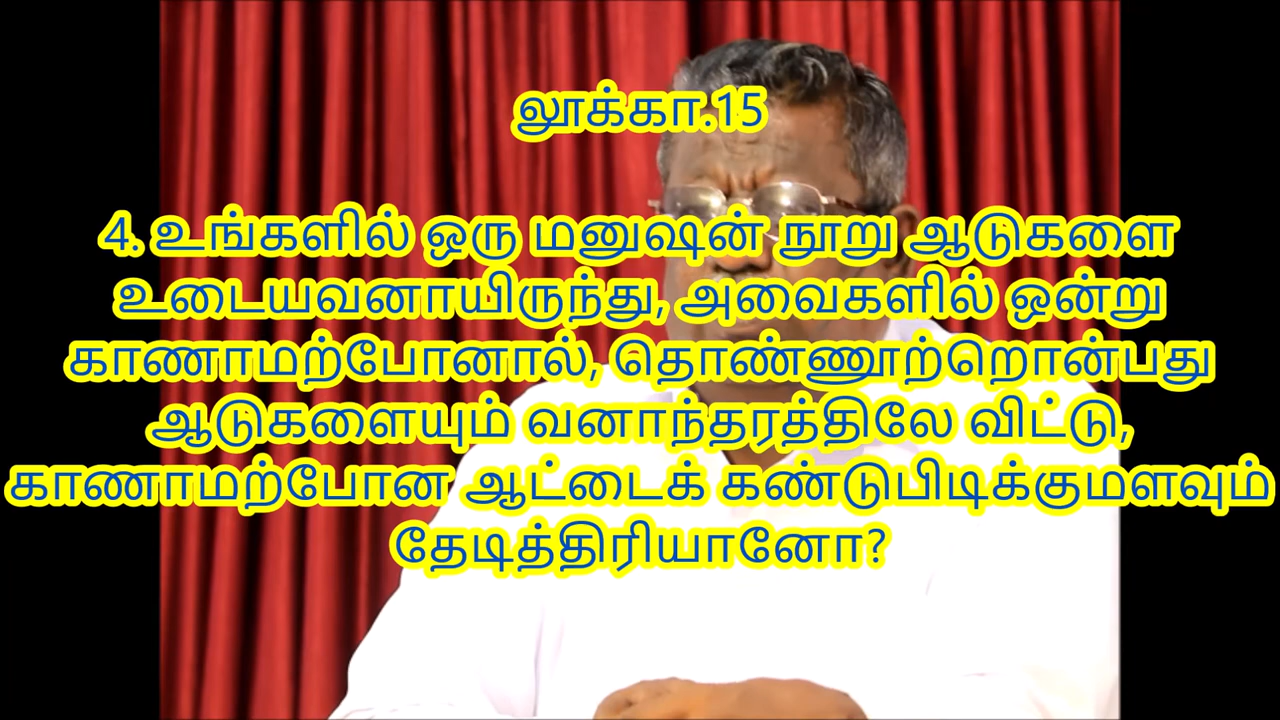 லூக்கா.15
4. உங்களில் ஒரு மனுஷன் நூறு ஆடுகளை
உடையவனாயிருந்து, அவைகளில் ஒன்று
காணாமற்போனால், தொண்ணூற்றொன்பது
ஆடுகளையும் வனாந்தரத்திலே விட்டு,
காணாமற்போன ஆட்டைக் கண்டுபிடிக்குமளவும்
தேடித்திரியானோ?